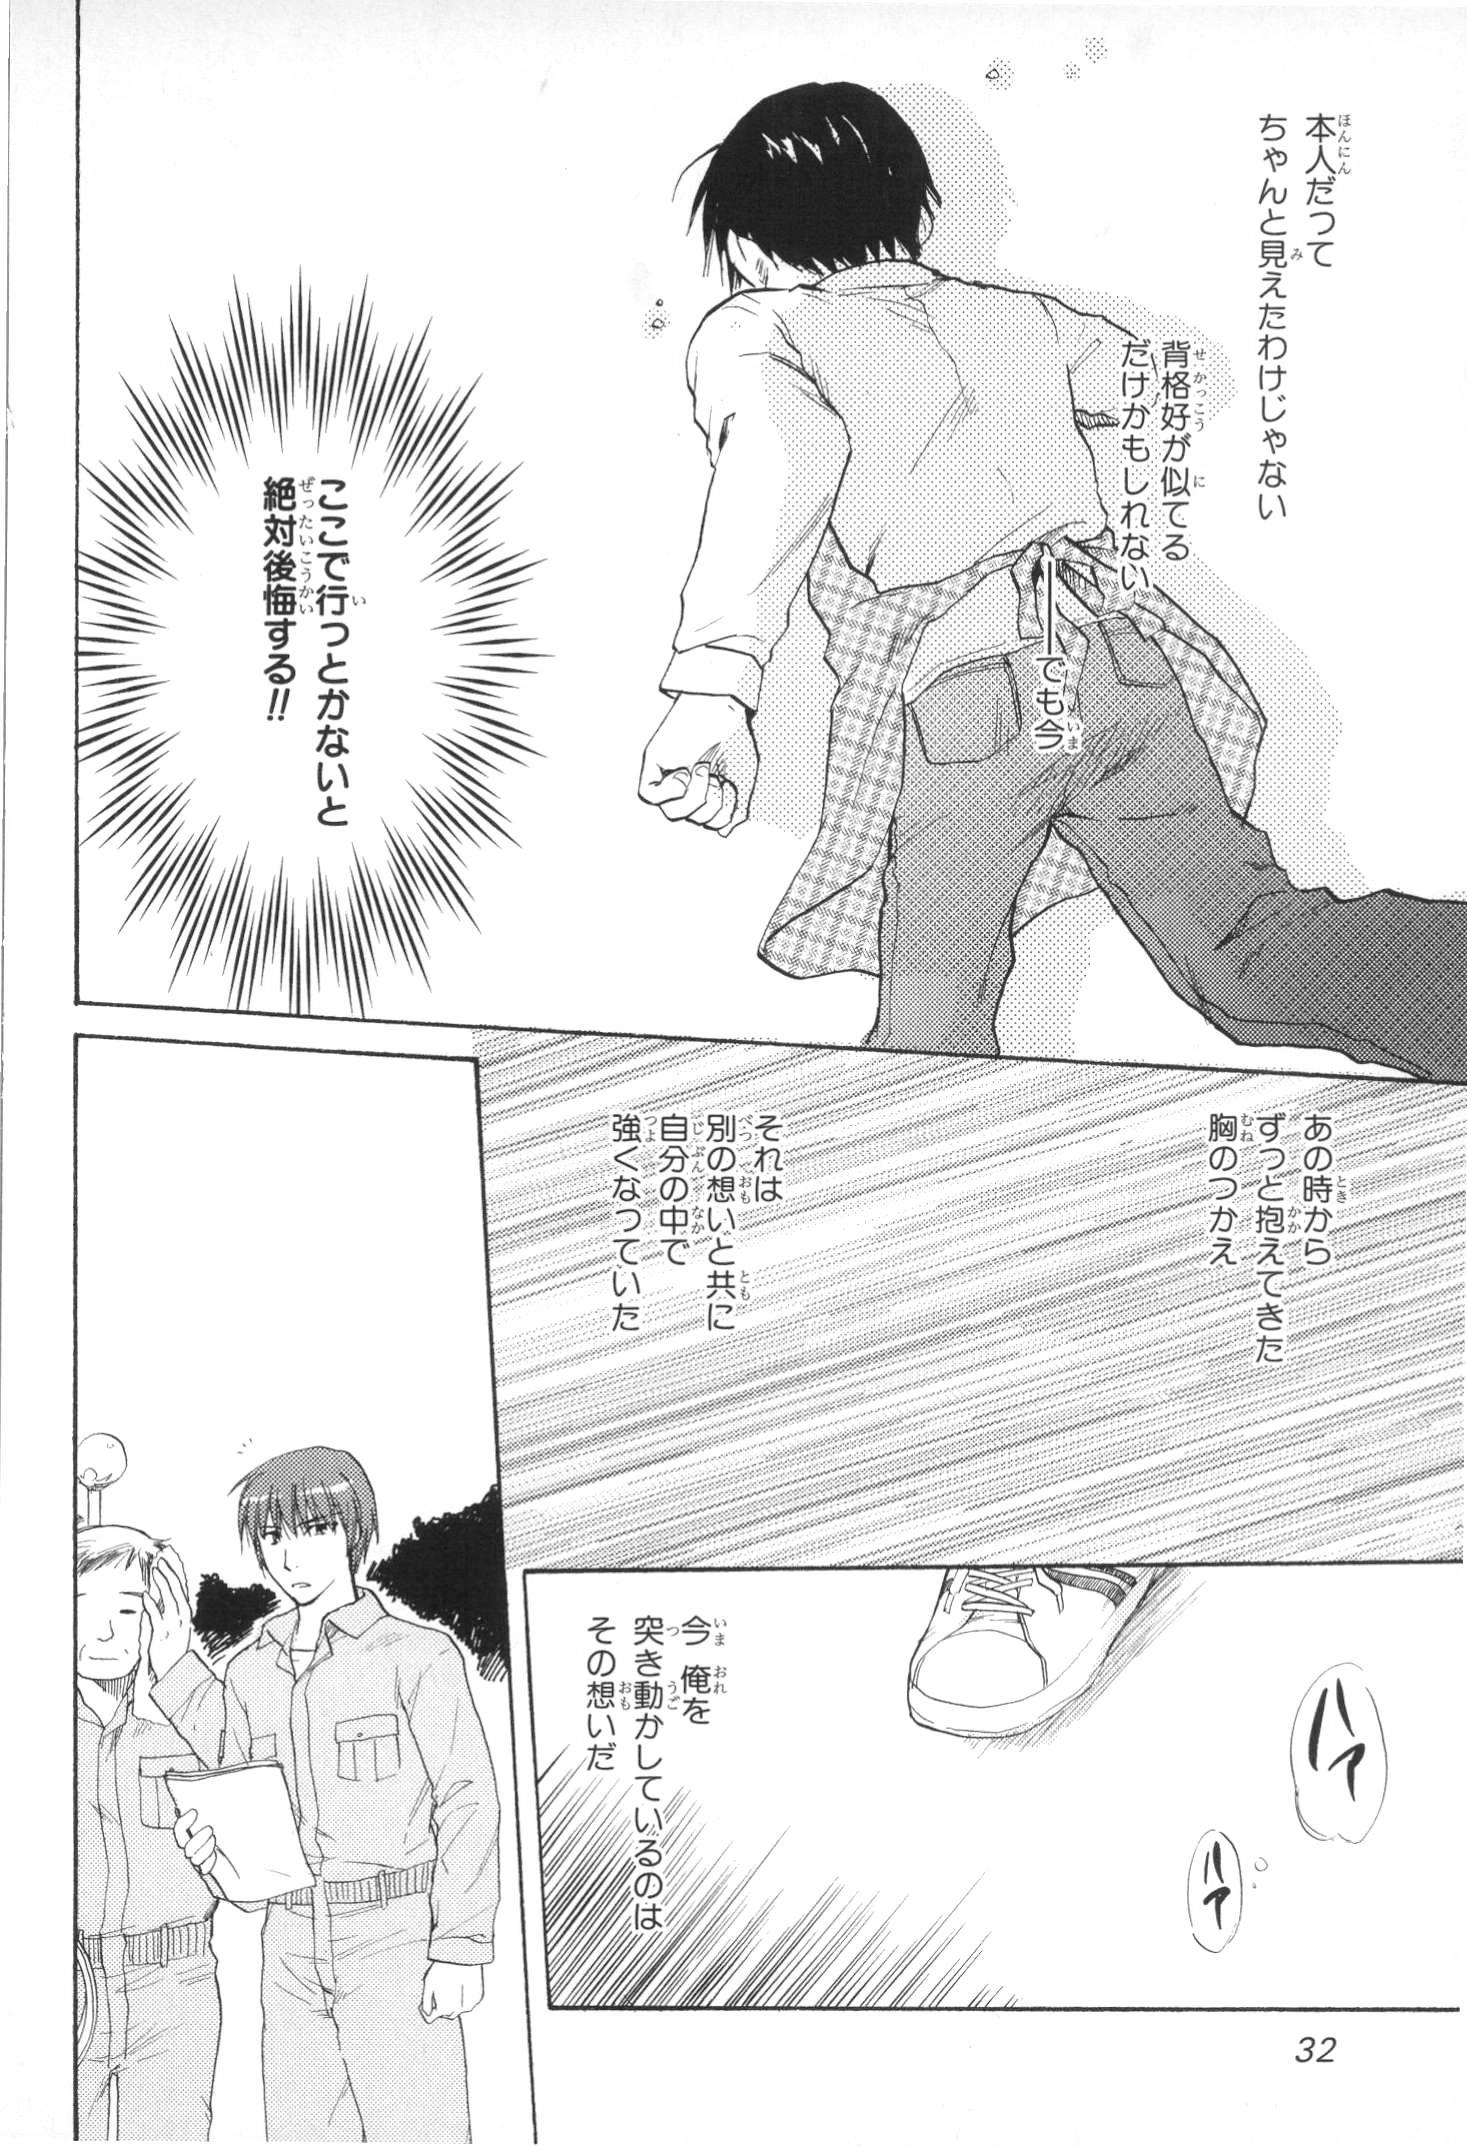 本人だって
ちゃんと見えたわけじゃない
背格好が似てる
だけかもしれない
――でも今
ここで行っとかないと
絶対後悔する!!
あの時から
ずっと抱えてきた
胸のつかえ
それは
別の想いと共に
自分の中で
強くなっていた
ハァ
ハァ
今 俺を
突き動かしているのは
その想いだ
32